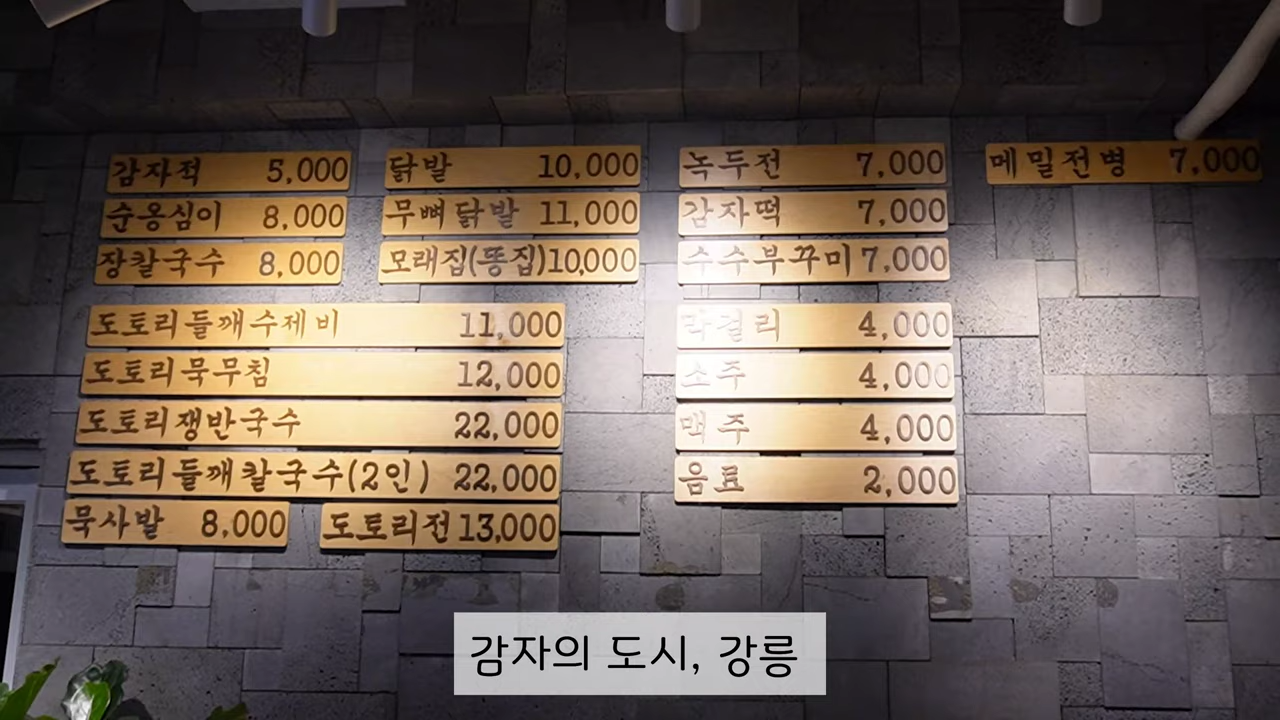 감자적 5,000
순옹심이 8,000
장칼국수 8,000
닭발 10,000
무뼈닭발 11,000
모래집(똥집) 10,000
녹두전 7,000
감자떡 7,000
수수부꾸미 7,000
메밀전병 7,000
도토리들깨수제비 11,000
도토리묵무침 12,000
도토리쟁반국수 22,000
도토리들깨칼국수(2인) 22,000
묵사발 8,000
도토리전 13,000
막걸리 4,000
소주 4,000
맥주 4,000
음료 2,000
감자의 도시, 강릉